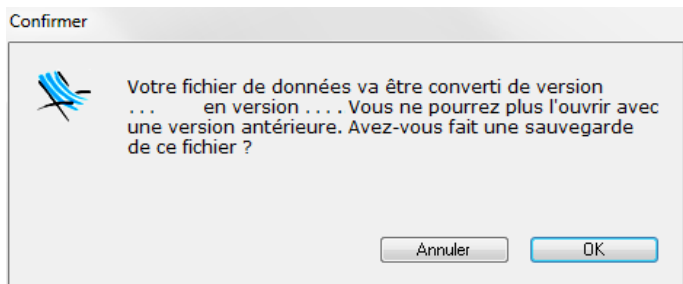 Confirmer
Votre fichier de données va être converti de version
... en version .... Vous ne pourrez plus l'ouvrir avec
une version antérieure. Avez-vous fait une sauvegarde
de ce fichier ?
Annuler
OK